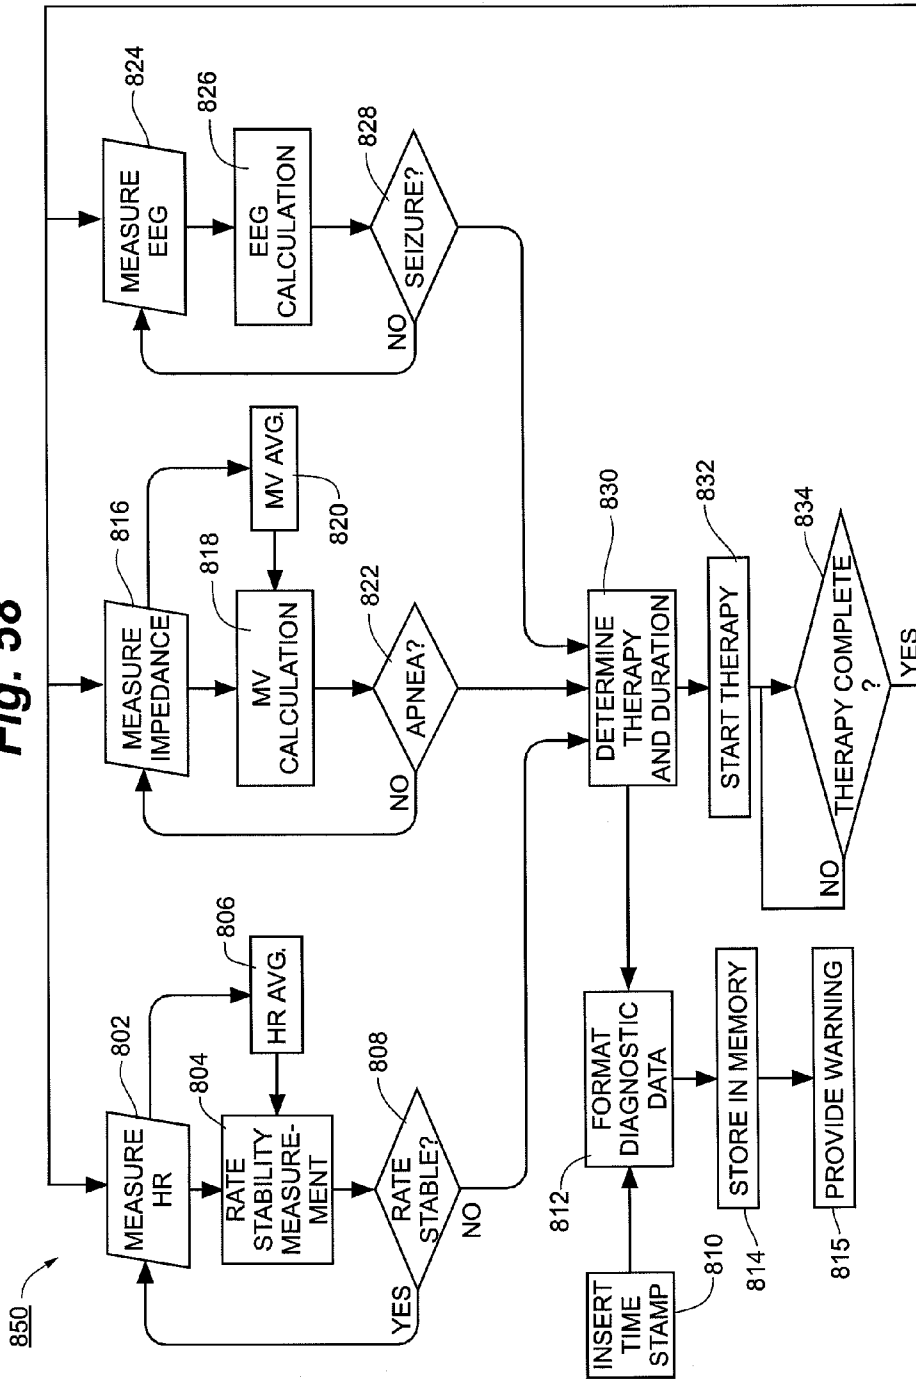 Fig. 58
850
MEASURE
HR
802
HR AVG.
806
RATE
STABILITY
MEASURE-
MENT
804
RATE
STABLE?
808
YES
NO
MEASURE
IMPEDANCE
816
MV AVG.
820
MV
CALCULATION
818
APNEA?
822
NO
MEASURE
EEG
824
EEG
CALCULATION
826
SEIZURE?
828
NO
INSERT
TIME
STAMP
810
FORMAT
DIAGNOSTIC
DATA
812
STORE IN MEMORY
814
PROVIDE WARNING
815
DETERMINE
THERAPY
AND DURATION
830
START THERAPY
832
THERAPY COMPLETE
?
834
NO
YES